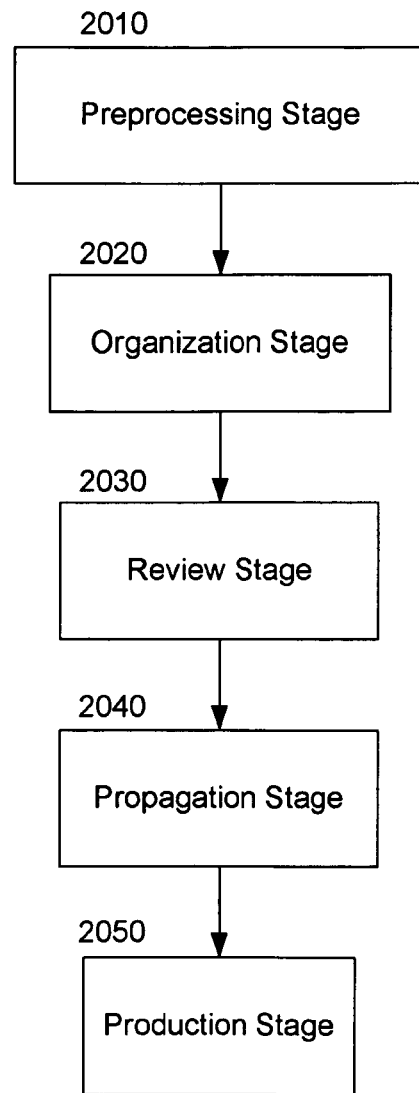 2010
Preprocessing Stage
2020
Organization Stage
2030
Review Stage
2040
Propagation Stage
2050
Production Stage